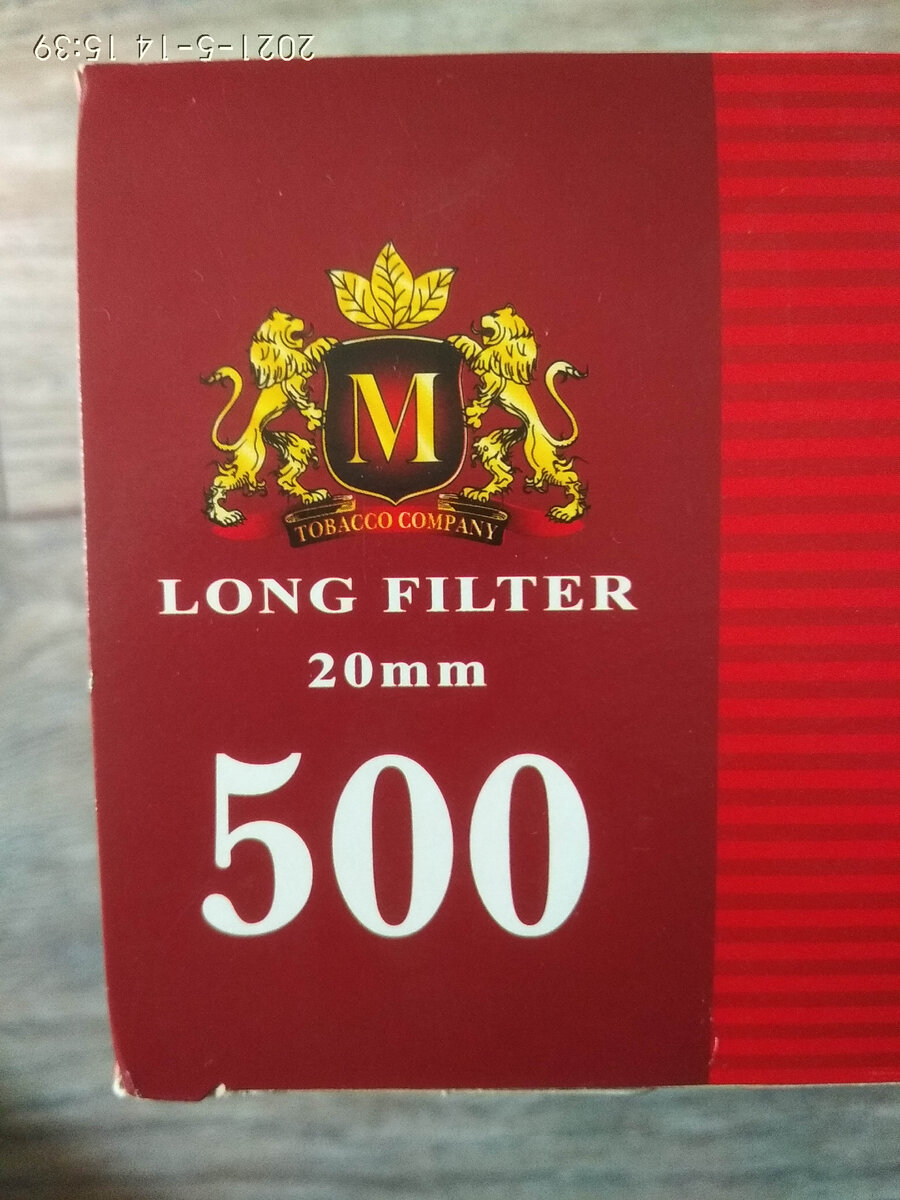 2021-5-14 15:39
M
TOBACCO COMPANY
LONG FILTER
20mm
500